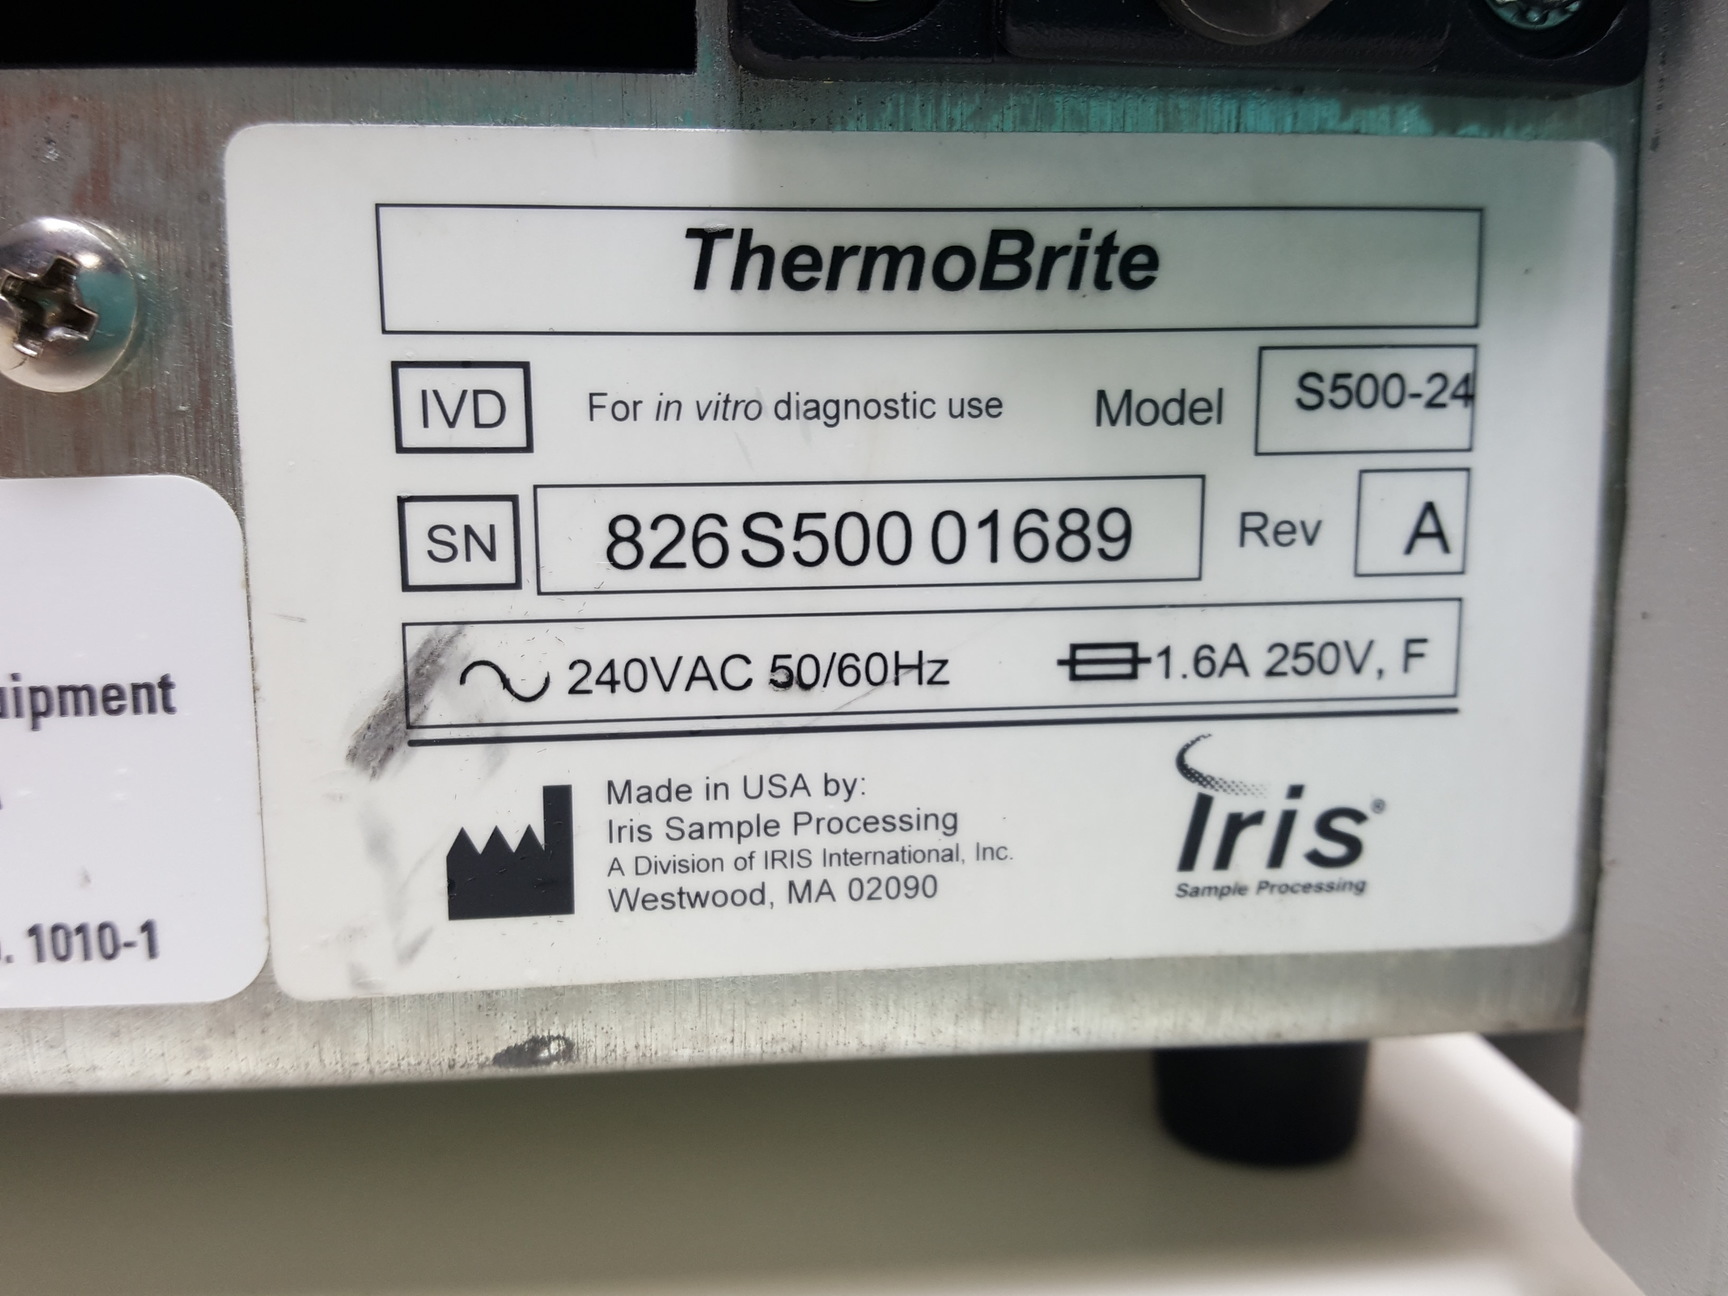 ThermoBrite
IVD For in vitro diagnostic use Model S500-24
SN 826S500 01689 Rev A
240VAC 50/60Hz 1.6A 250V, F
Made in USA by:
Iris Sample Processing
A Division of IRIS International, Inc.
Westwood, MA 02090
Iris®
Sample Processing
uipment
. 1010-1